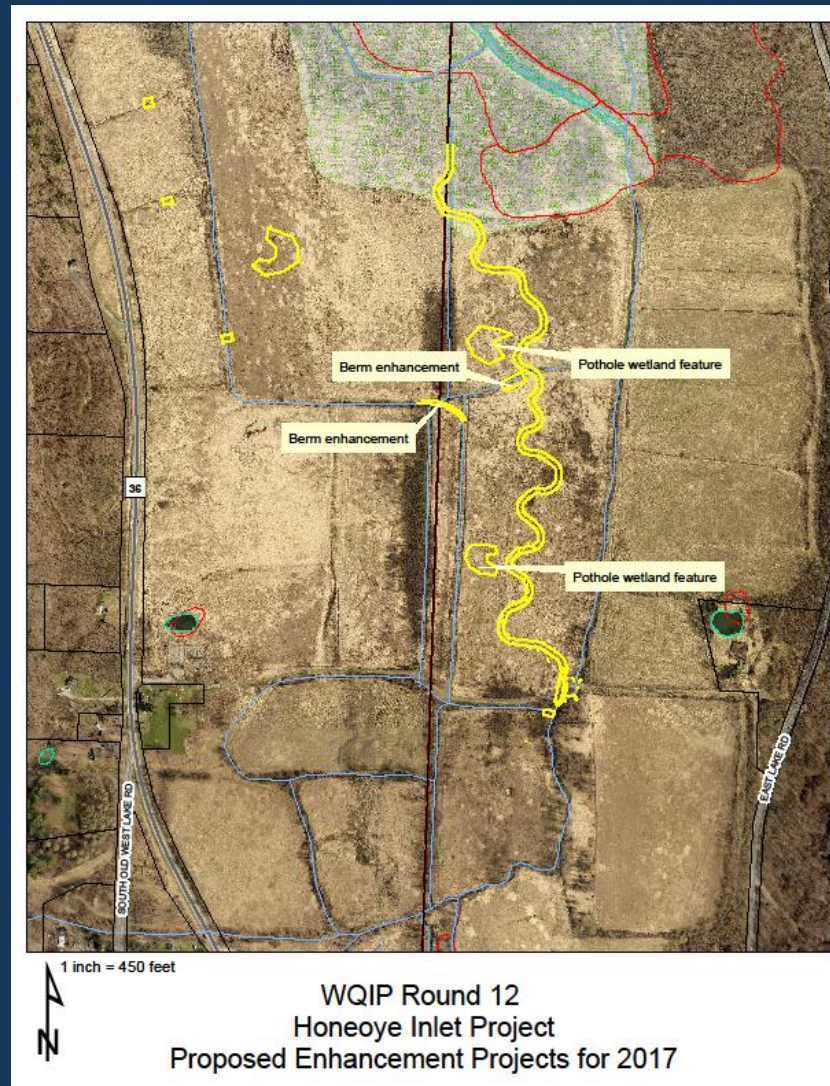 Berm enhancement
Pothole wetland feature
Berm enhancement
36
Pothole wetland feature
SOUTH OLD WEST LAKE RD
EAST LAKE RD
1 inch = 450 feet
N
WQIP Round 12
Honeoye Inlet Project
Proposed Enhancement Projects for 2017